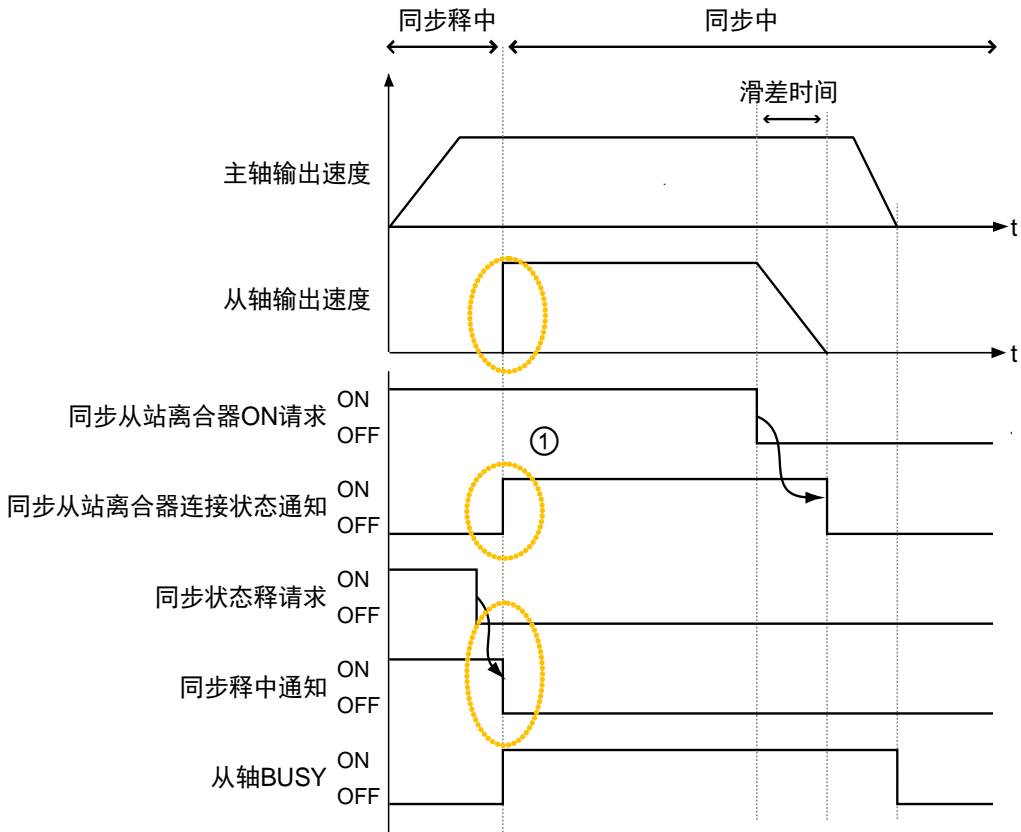 同步释中
同步中
滑差时间
主轴输出速度
t
从轴输出速度
t
同步从站离合器ON请求
ON
OFF
①
同步从站离合器连接状态通知
ON
OFF
同步状态释请求
ON
OFF
同步释中通知
ON
OFF
从轴BUSY
ON
OFF